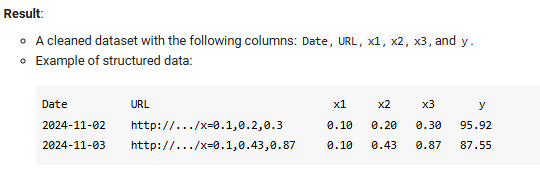 Result:
A cleaned dataset with the following columns: Date, URL, x1, x2, x3, and y.
Example of structured data:
Date URL x1 x2 x3 y
2024-11-02 http://.../x=0.1,0.2,0.3 0.10 0.20 0.30 95.92
2024-11-03 http://.../x=0.1,0.43,0.87 0.10 0.43 0.87 87.55